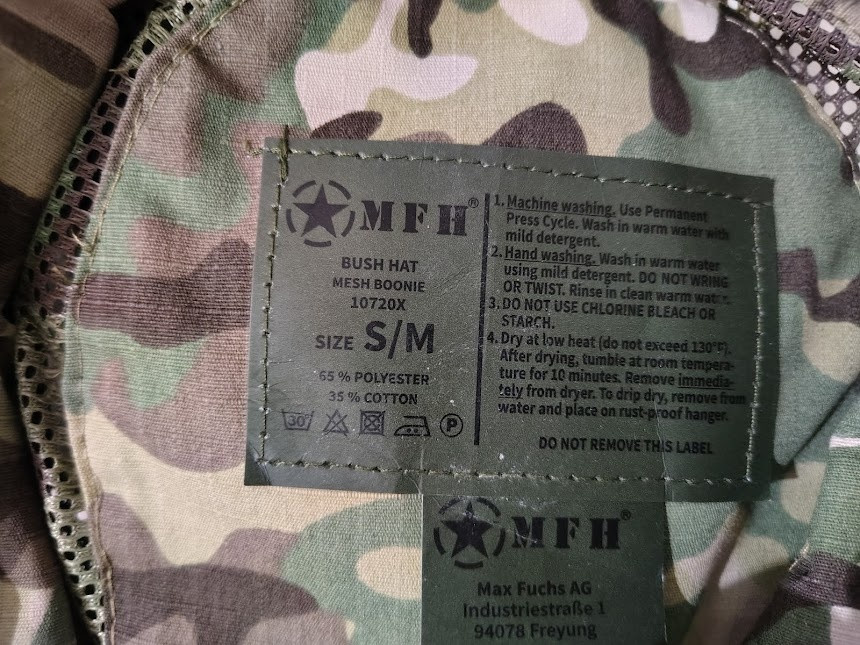 MFH®
BUSH HAT
MESH BOONIE
10720X
SIZE S/M
65 % POLYESTER
35 % COTTON
30°
P
1. Machine washing. Use Permanent
Press Cycle. Wash in warm water with
mild detergent.
2. Hand washing. Wash in warm water
using mild detergent. DO NOT WRING
OR TWIST. Rinse in clean warm water.
3. DO NOT USE CHLORINE BLEACH OR
STARCH.
4. Dry at low heat (do not exceed 130°F).
After drying, tumble at room tempera-
ture for 10 minutes. Remove immedia-
tely from dryer. To drip dry, remove from
water and place on rust-proof hanger.
DO NOT REMOVE THIS LABEL
MFH®
Max Fuchs AG
Industriestraße 1
94078 Freyung